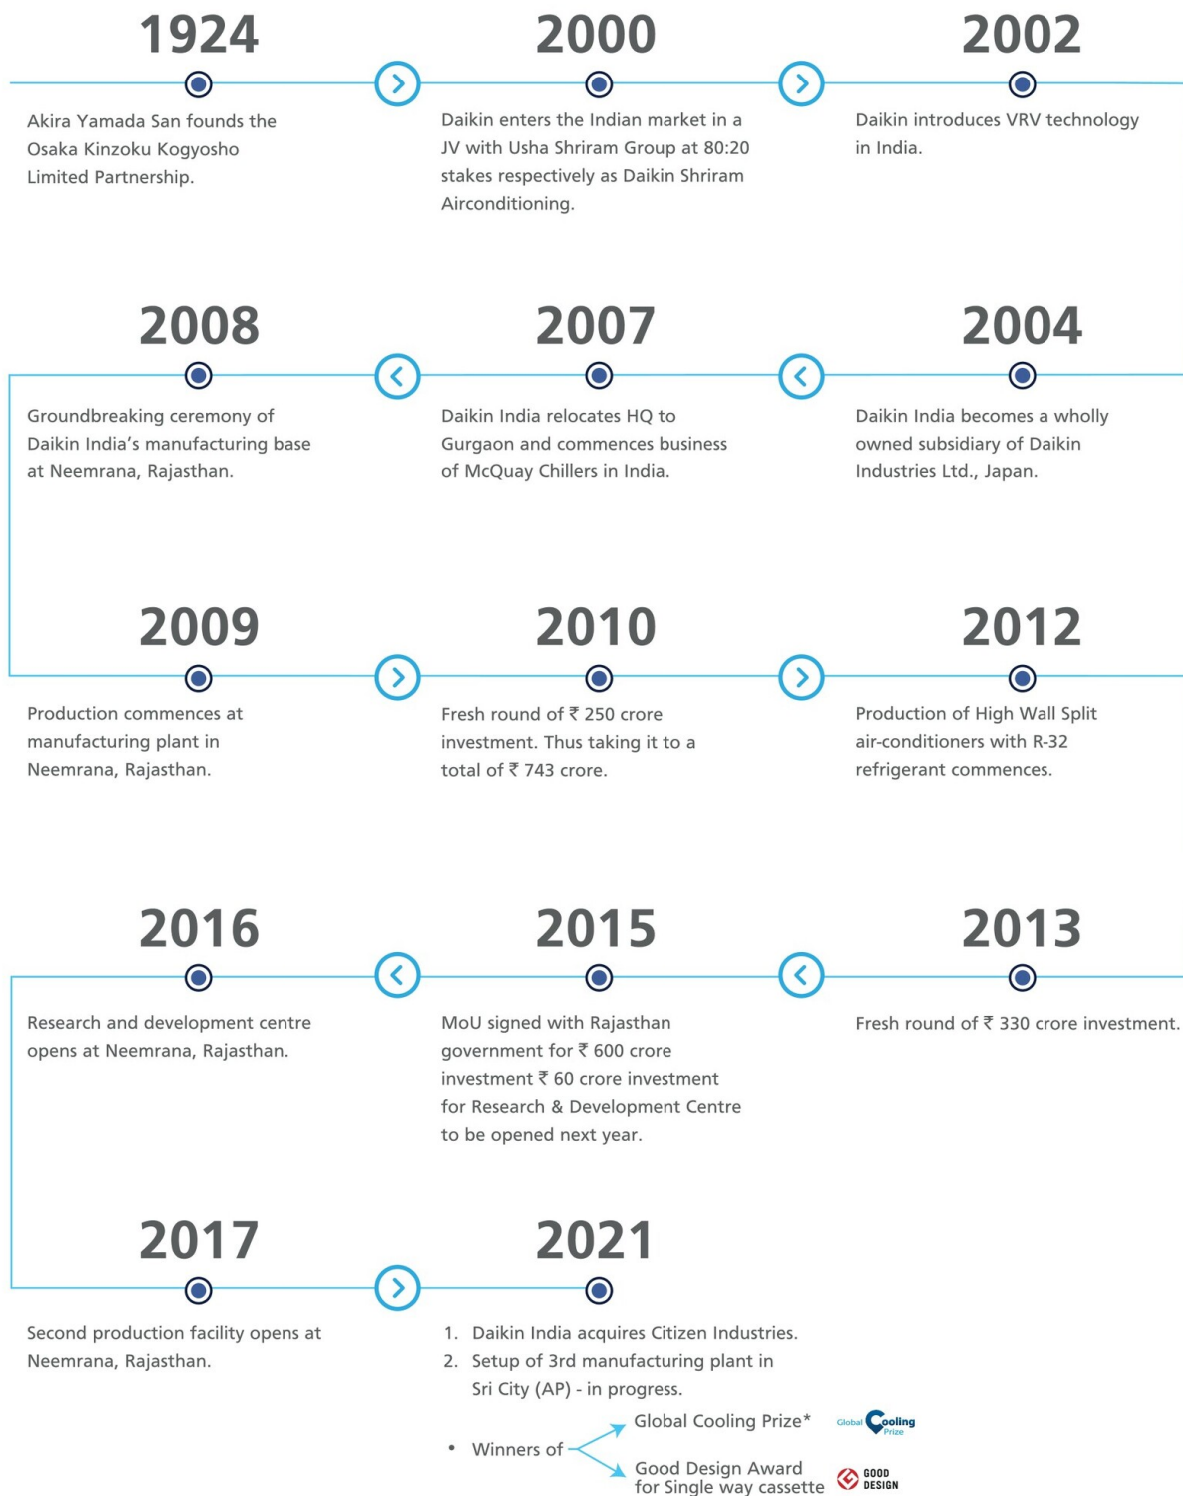 1924
Akira Yamada San founds the
Osaka Kinzoku Kogyosho
Limited Partnership.
2000
Daikin enters the Indian market in a
JV with Usha Shriram Group at 80:20
stakes respectively as Daikin Shriram
Airconditioning.
2002
Daikin introduces VRV technology
in India.
2004
Daikin India becomes a wholly
owned subsidiary of Daikin
Industries Ltd., Japan.
2007
Daikin India relocates HQ to
Gurgaon and commences business
of McQuay Chillers in India.
2008
Groundbreaking ceremony of
Daikin India’s manufacturing base
at Neemrana, Rajasthan.
2009
Production commences at
manufacturing plant in
Neemrana, Rajasthan.
2010
Fresh round of ₹ 250 crore
investment. Thus taking it to a
total of ₹ 743 crore.
2012
Production of High Wall Split
air-conditioners with R-32
refrigerant commences.
2013
Fresh round of ₹ 330 crore investment.
2015
MoU signed with Rajasthan
government for ₹ 600 crore
investment ₹ 60 crore investment
for Research & Development Centre
to be opened next year.
2016
Research and development centre
opens at Neemrana, Rajasthan.
2017
Second production facility opens at
Neemrana, Rajasthan.
2021
1. Daikin India acquires Citizen Industries.
2. Setup of 3rd manufacturing plant in
Sri City (AP) - in progress.
• Winners of
Global Cooling Prize*
Global Cooling
Prize
Good Design Award
for Single way cassette
GOOD
DESIGN